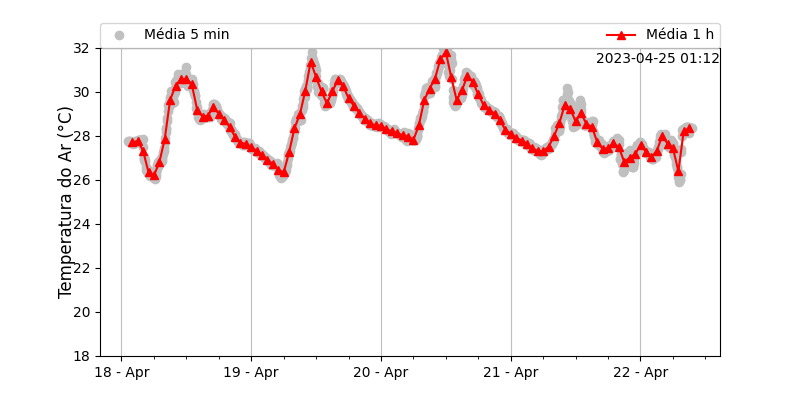 Média 5 min
Média 1 h
2023-04-25 01:12
Temperatura do Ar (°C)
32
30
28
26
24
22
20
18
18 - Apr
19 - Apr
20 - Apr
21 - Apr
22 - Apr